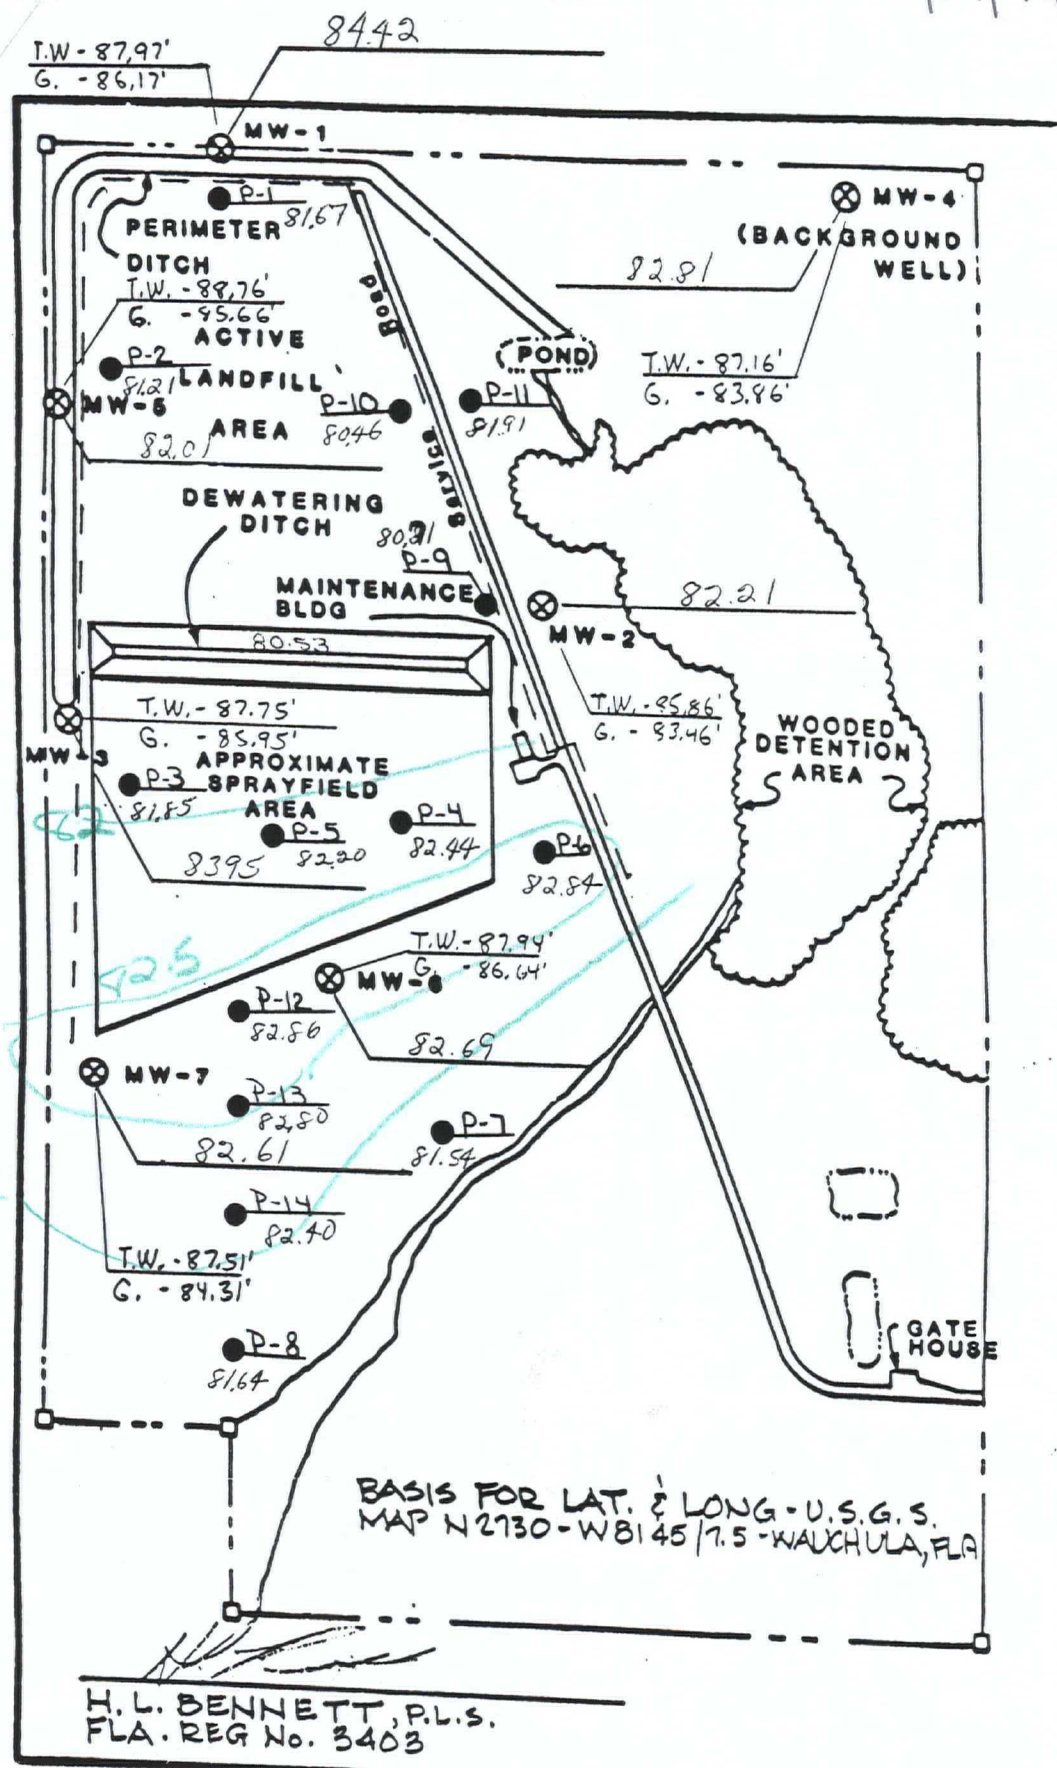 84.42
T.W - 87,97'
G. - 86,17'
MW-1
P-1
81,67
MW-4
(BACKGROUND
WELL)
PERIMETER
DITCH
82.81
T.W. - 88,76'
G. - 85.66'
Road
ACTIVE
(POND)
T.W. - 87.16'
G. - 83.86'
P-2
81.21
LANDFILL
MW-5
P-10
80.46
P-11
81.91
AREA
82.01
Service
DEWATERING
DITCH
P-9
MAINTENANCE
BLDG
82.21
MW-2
80.53
T.W. - 85.86'
G. - 83.46'
T.W. - 87.75'
G. - 85.95'
WOODED
DETENTION
AREA
MW-3
APPROXIMATE
SPRAYFIELD
AREA
P-3
81.85
82
P-5
82.20
P-4
82.44
P-6
82.84
8395
82.5
T.W. - 87.94'
G. - 86.64'
MW-6
P-12
82.86
82.69
MW-7
P-13
82,80
P-7
81.54
82.61
P-14
82.40
T.W. - 87.51'
G. - 84.31'
P-8
81.64
GATE
HOUSE
BASIS FOR LAT. & LONG - U.S.G.S.
MAP N2730-W8145/7.5-WAUCHULA, FLA
H.L. BENNETT, P.L.S.
FLA. REG No. 3403